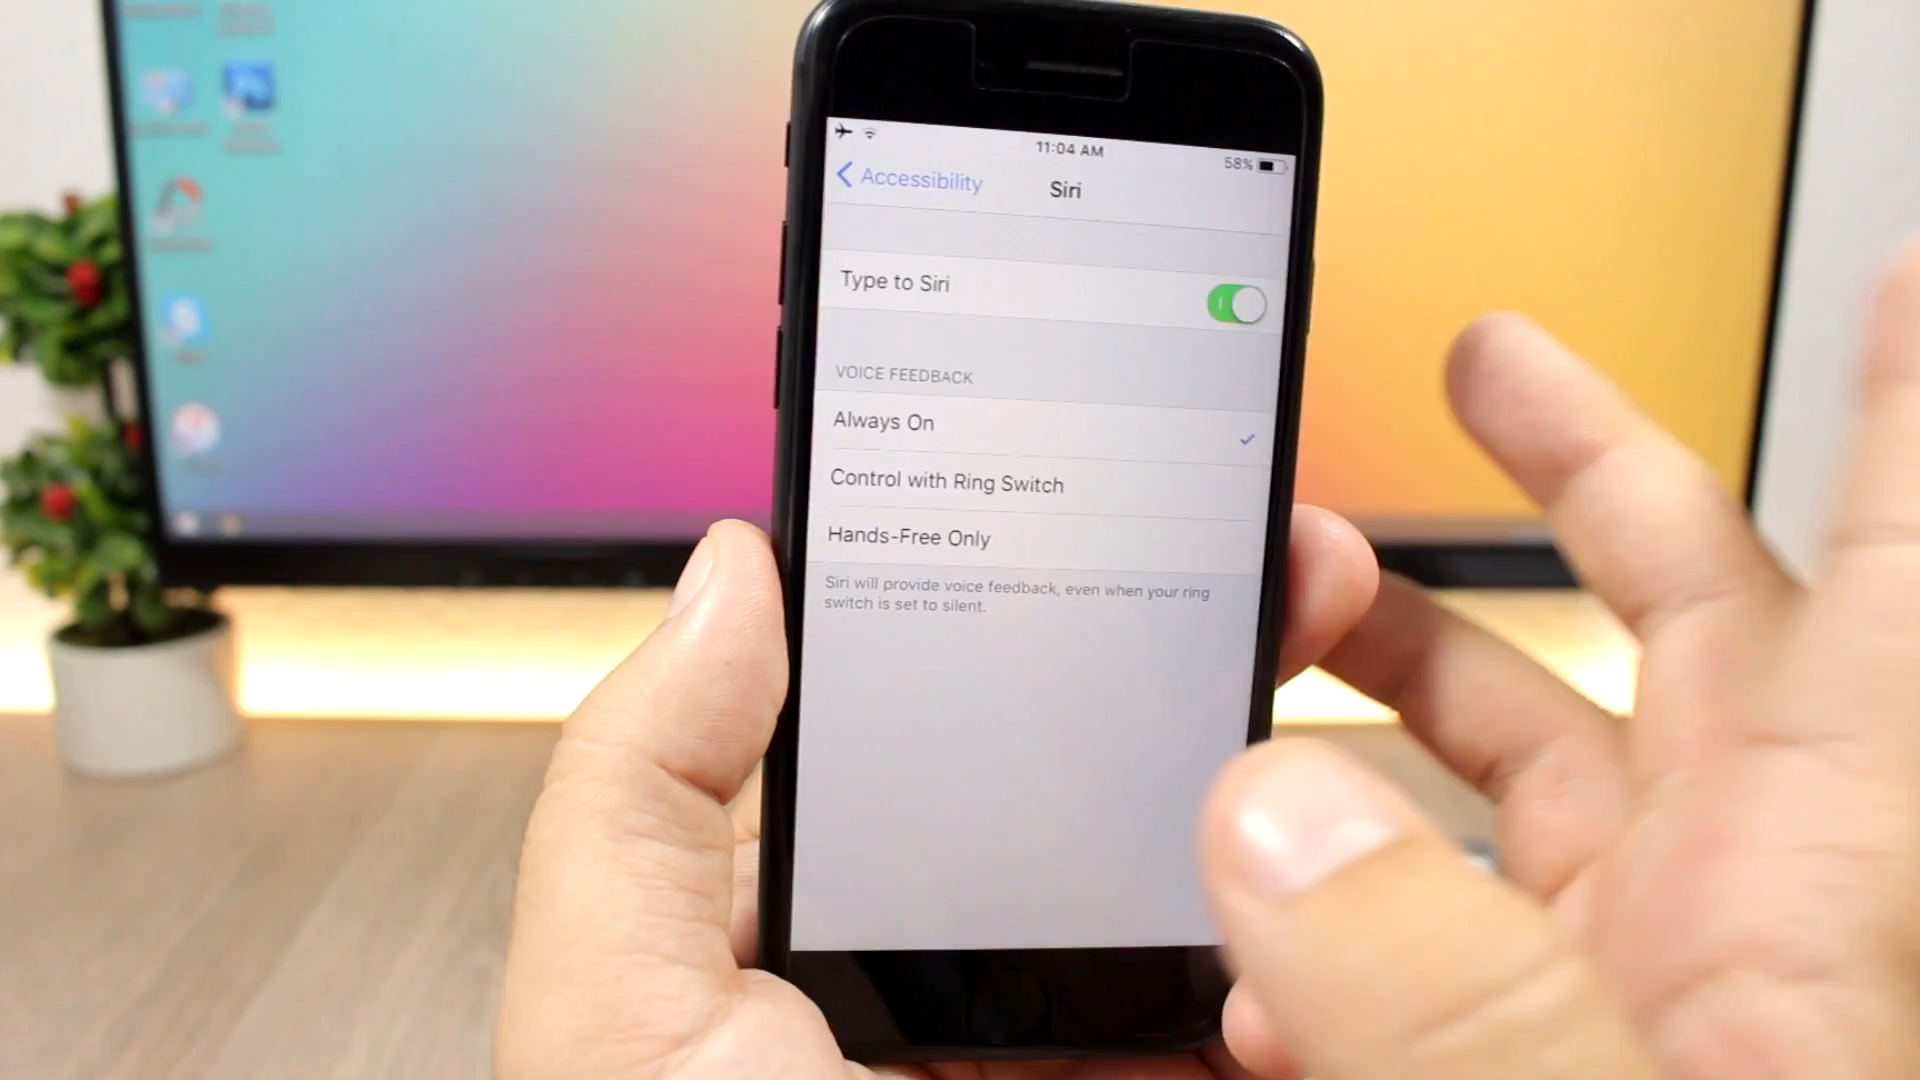 11:04 AM
58%
Accessibility
Siri
Type to Siri
VOICE FEEDBACK
Always On
Control with Ring Switch
Hands-Free Only
Siri will provide voice feedback, even when your ring
switch is set to silent.